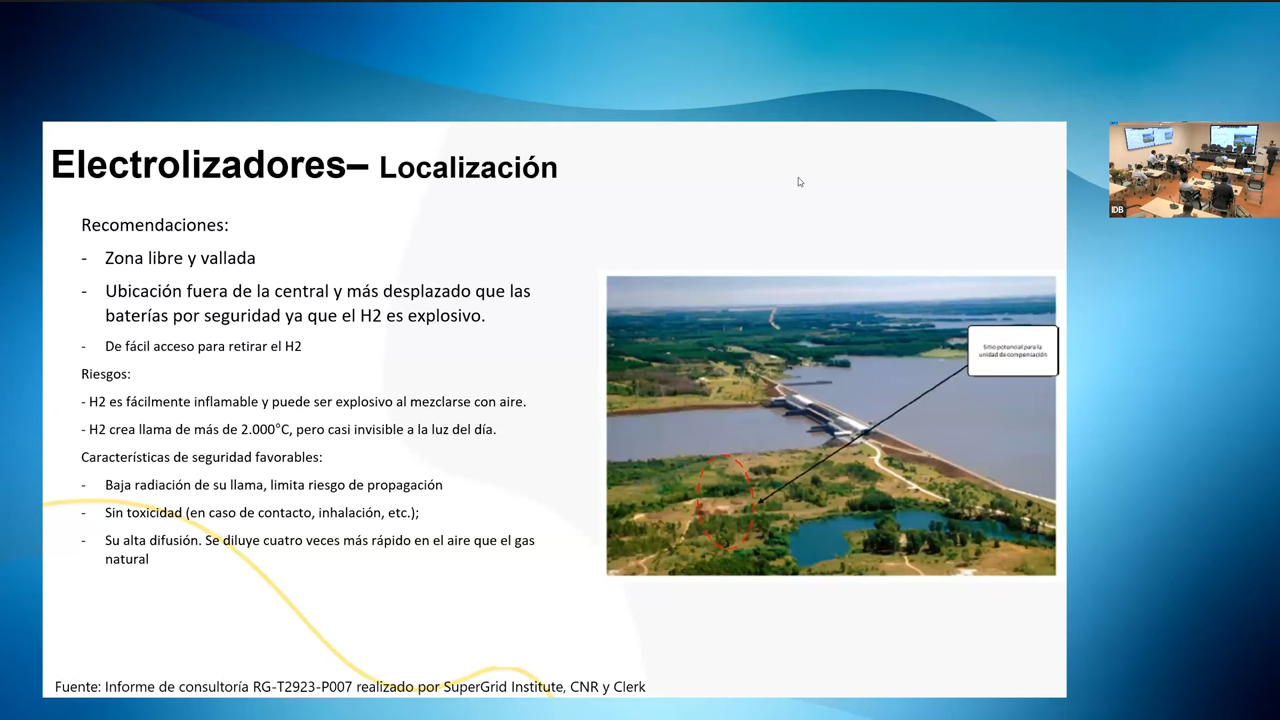 Electrolizadores– Localización
Recomendaciones:
- Zona libre y vallada
- Ubicación fuera de la central y más desplazado que las
baterías por seguridad ya que el H2 es explosivo.
- De fácil acceso para retirar el H2
Riesgos:
- H2 es fácilmente inflamable y puede ser explosivo al mezclarse con aire.
- H2 crea llama de más de 2.000°C, pero casi invisible a la luz del día.
Características de seguridad favorables:
- Baja radiación de su llama, limita riesgo de propagación
- Sin toxicidad (en caso de contacto, inhalación, etc.);
- Su alta difusión. Se diluye cuatro veces más rápido en el aire que el gas
natural
Sitio potencial para la
unidad de compensación
Fuente: Informe de consultoría RG-T2923-P007 realizado por SuperGrid Institute, CNR y Clerk
IDB